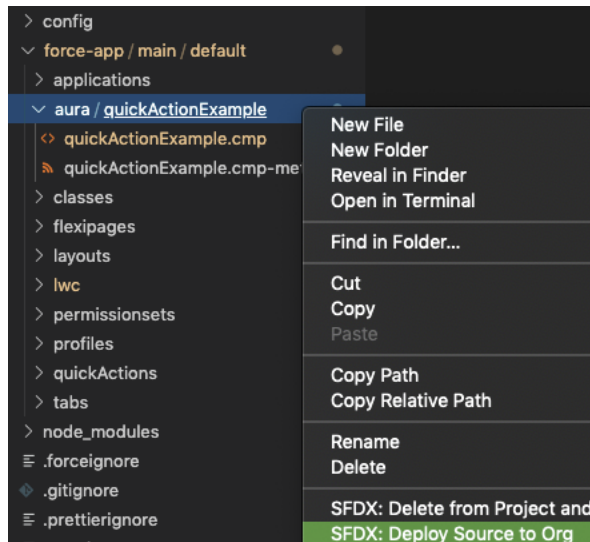 config
force-app / main / default
applications
aura / quickActionExample
quickActionExample.cmp
quickActionExample.cmp-me
classes
flexipages
layouts
lwc
permissionsets
profiles
quickActions
tabs
node_modules
.forceignore
.gitignore
.prettierignore
New File
New Folder
Reveal in Finder
Open in Terminal
Find in Folder...
Cut
Copy
Paste
Copy Path
Copy Relative Path
Rename
Delete
SFDX: Delete from Project and
SFDX: Deploy Source to Org